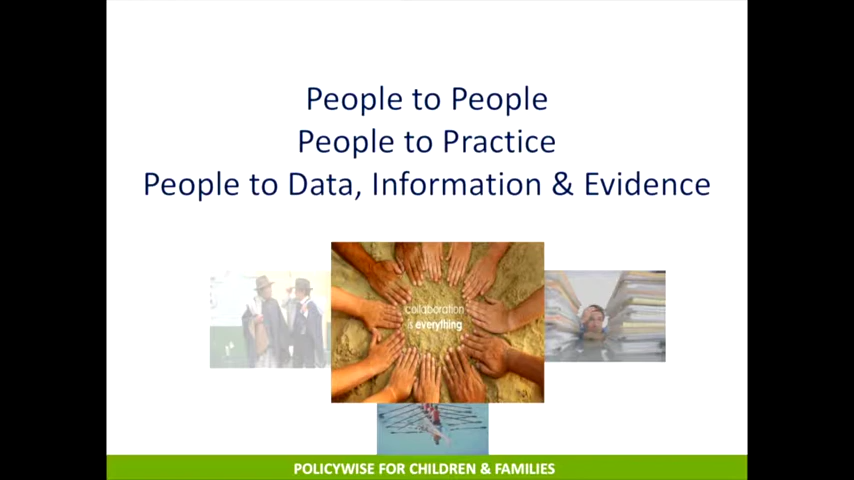 People to People
People to Practice
People to Data, Information & Evidence
collaboration
is everything
POLICYWISE FOR CHILDREN & FAMILIES